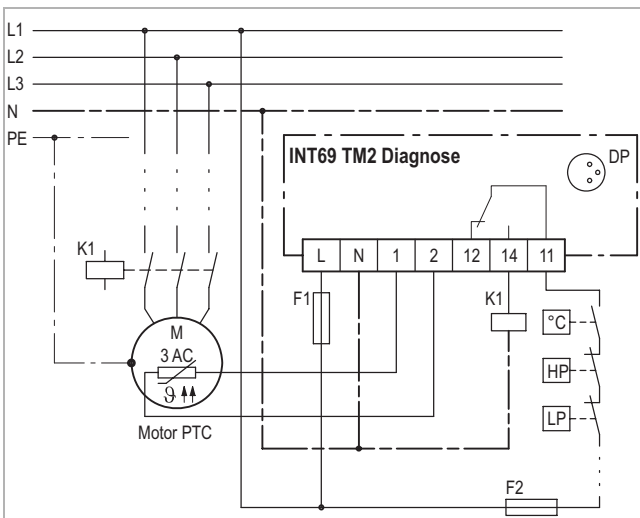 L1
L2
L3
N
PE
INT69 TM2 Diagnose
DP
L N 1 2 12 14 11
K1
F1
K1
°C
HP
LP
M
3 AC
ϑ
Motor PTC
F2